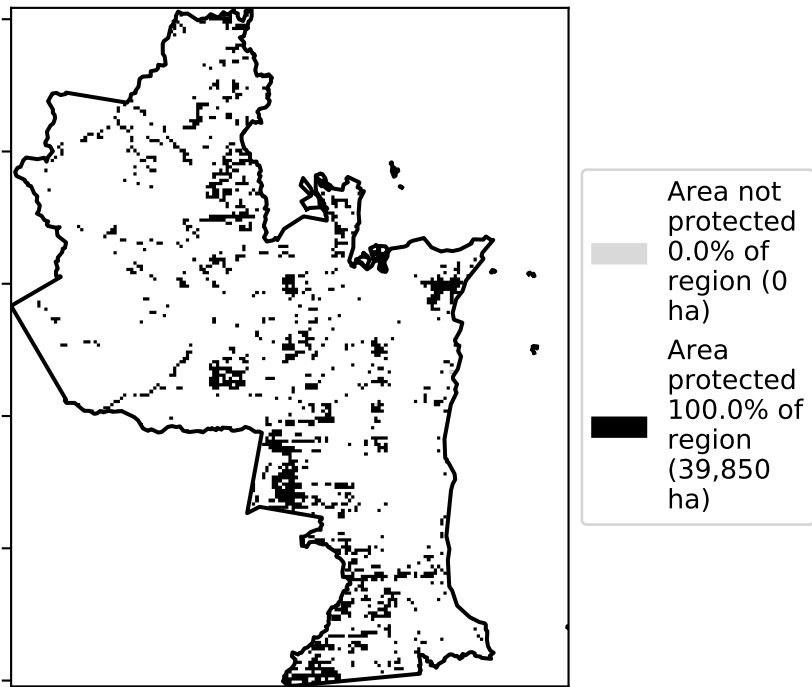 Area not
protected
0.0% of
region (0
ha)
Area
protected
100.0% of
region
(39,850
ha)